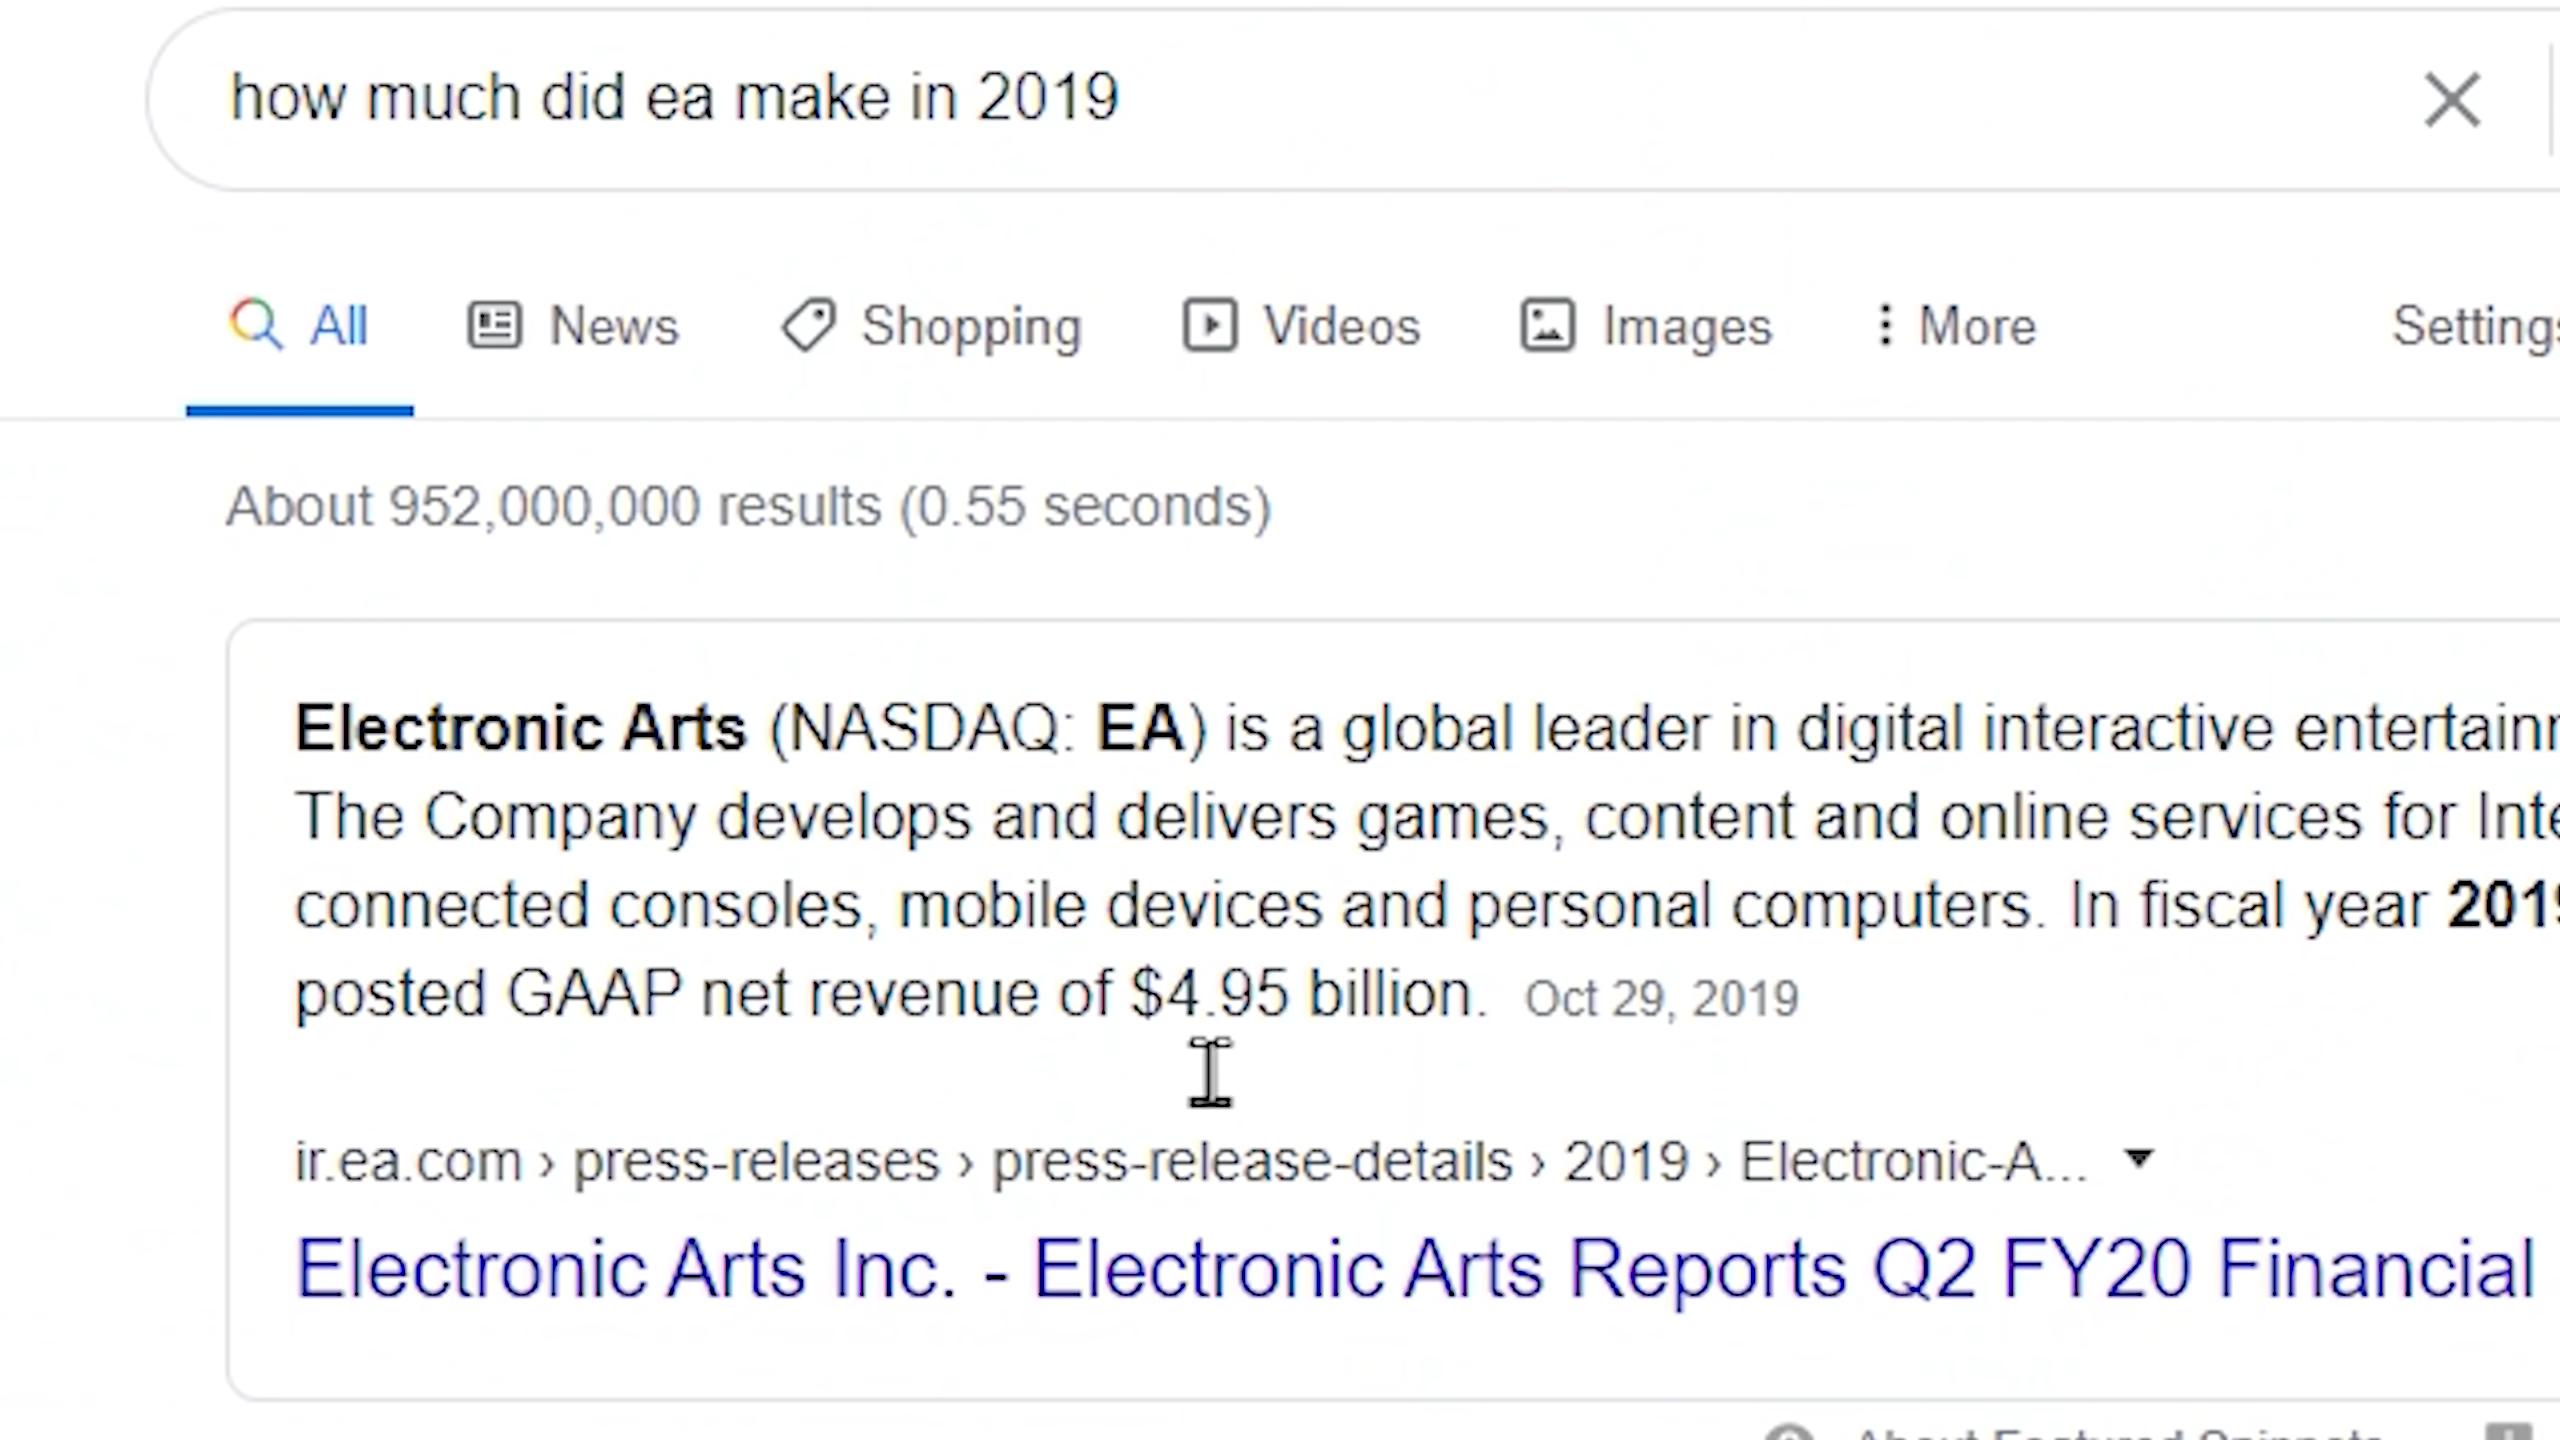 how much did ea make in 2019
All News Shopping Videos Images More Settings
About 952,000,000 results (0.55 seconds)
Electronic Arts (NASDAQ: EA) is a global leader in digital interactive
The Company develops and delivers games, content and online services for
connected consoles, mobile devices and personal computers. In fiscal year 2019
posted GAAP net revenue of $4.95 billion. Oct 29, 2019
ir.ea.com › press-releases › press-release-details › 2019 › Electronic-A...
Electronic Arts Inc. - Electronic Arts Reports Q2 FY20 Financial